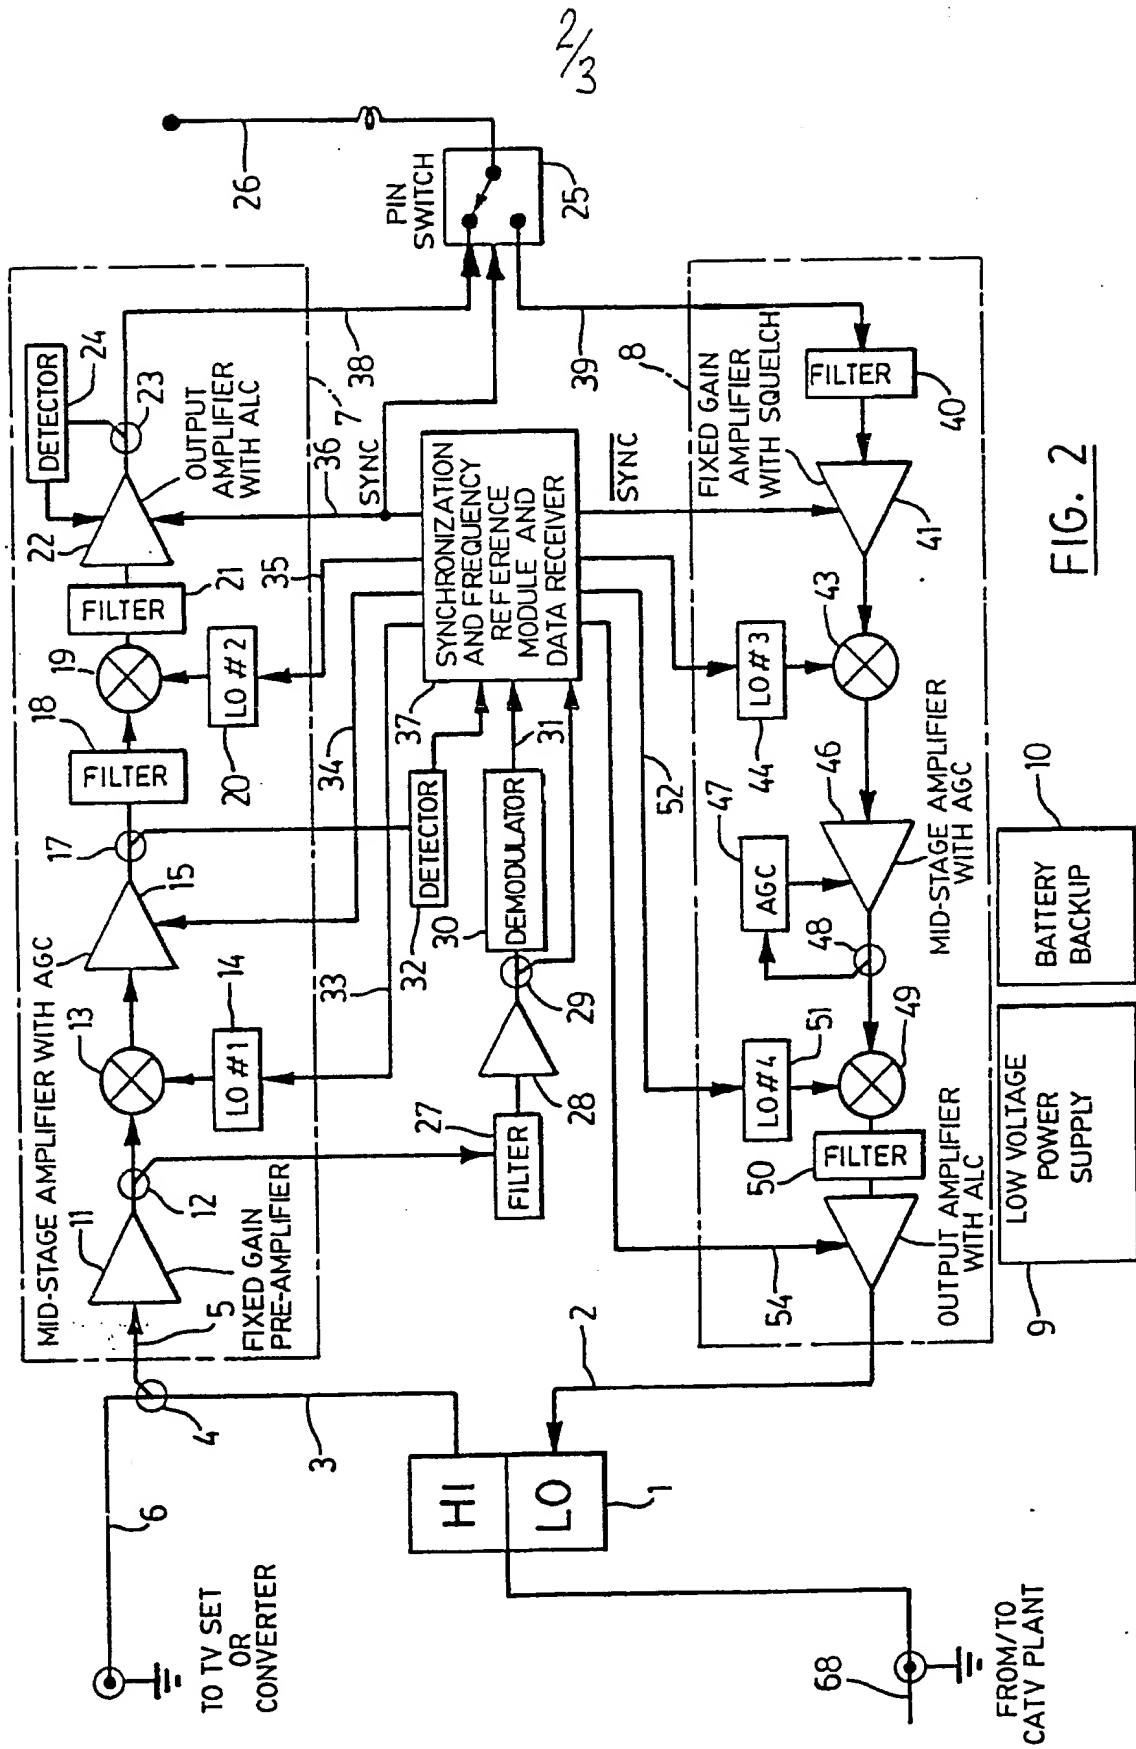 2/3
26
PIN
SWITCH
25
DETECTOR
24
23
22
OUTPUT
AMPLIFIER
WITH ALC
38
7
36
SYNC
FILTER
21
19
LO #2
20
35
18
FILTER
17
15
34
MID-STAGE AMPLIFIER WITH AGC
13
14
LO #1
33
12
11
FIXED GAIN
PRE-AMPLIFIER
5
4
3
6
TO TV SET
OR
CONVERTER
37
SYNCHRONIZATION
AND FREQUENCY
REFERENCE
MODULE AND
DATA RECEIVER
SYNC
DETECTOR
32
31
DEMODULATOR
30
29
28
27
FILTER
HI
LO
1
2
68
FROM/TO
CATV PLANT
39
8
FIXED GAIN
AMPLIFIER
WITH SQUELCH
FILTER
40
41
43
LO #3
44
52
46
47
AGC
48
MID-STAGE AMPLIFIER
WITH AGC
LO #4
51
49
50
FILTER
54
OUTPUT AMPLIFIER
WITH ALC
10
BATTERY
BACKUP
LOW VOLTAGE
POWER
SUPPLY
9
FIG. 2